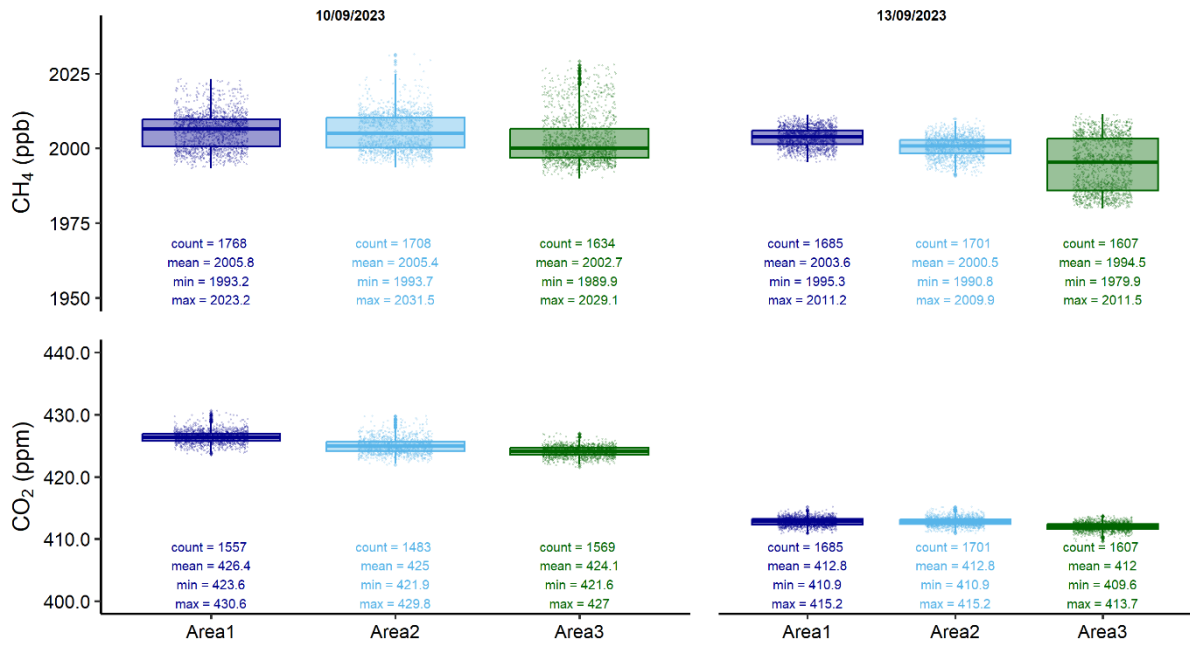 10/09/2023
13/09/2023
CH₄ (ppb)
2025
2000
1975
1950
count = 1768
mean = 2005.8
min = 1993.2
max = 2023.2
count = 1708
mean = 2005.4
min = 1993.7
max = 2031.5
count = 1634
mean = 2002.7
min = 1989.9
max = 2029.1
count = 1685
mean = 2003.6
min = 1995.3
max = 2011.2
count = 1701
mean = 2000.5
min = 1990.8
max = 2009.9
count = 1607
mean = 1994.5
min = 1979.9
max = 2011.5
CO₂ (ppm)
440.0
430.0
420.0
410.0
400.0
count = 1557
mean = 426.4
min = 423.6
max = 430.6
count = 1483
mean = 425
min = 421.9
max = 429.8
count = 1569
mean = 424.1
min = 421.6
max = 427
count = 1685
mean = 412.8
min = 410.9
max = 415.2
count = 1701
mean = 412.8
min = 410.9
max = 415.2
count = 1607
mean = 412
min = 409.6
max = 413.7
Area1
Area2
Area3
Area1
Area2
Area3